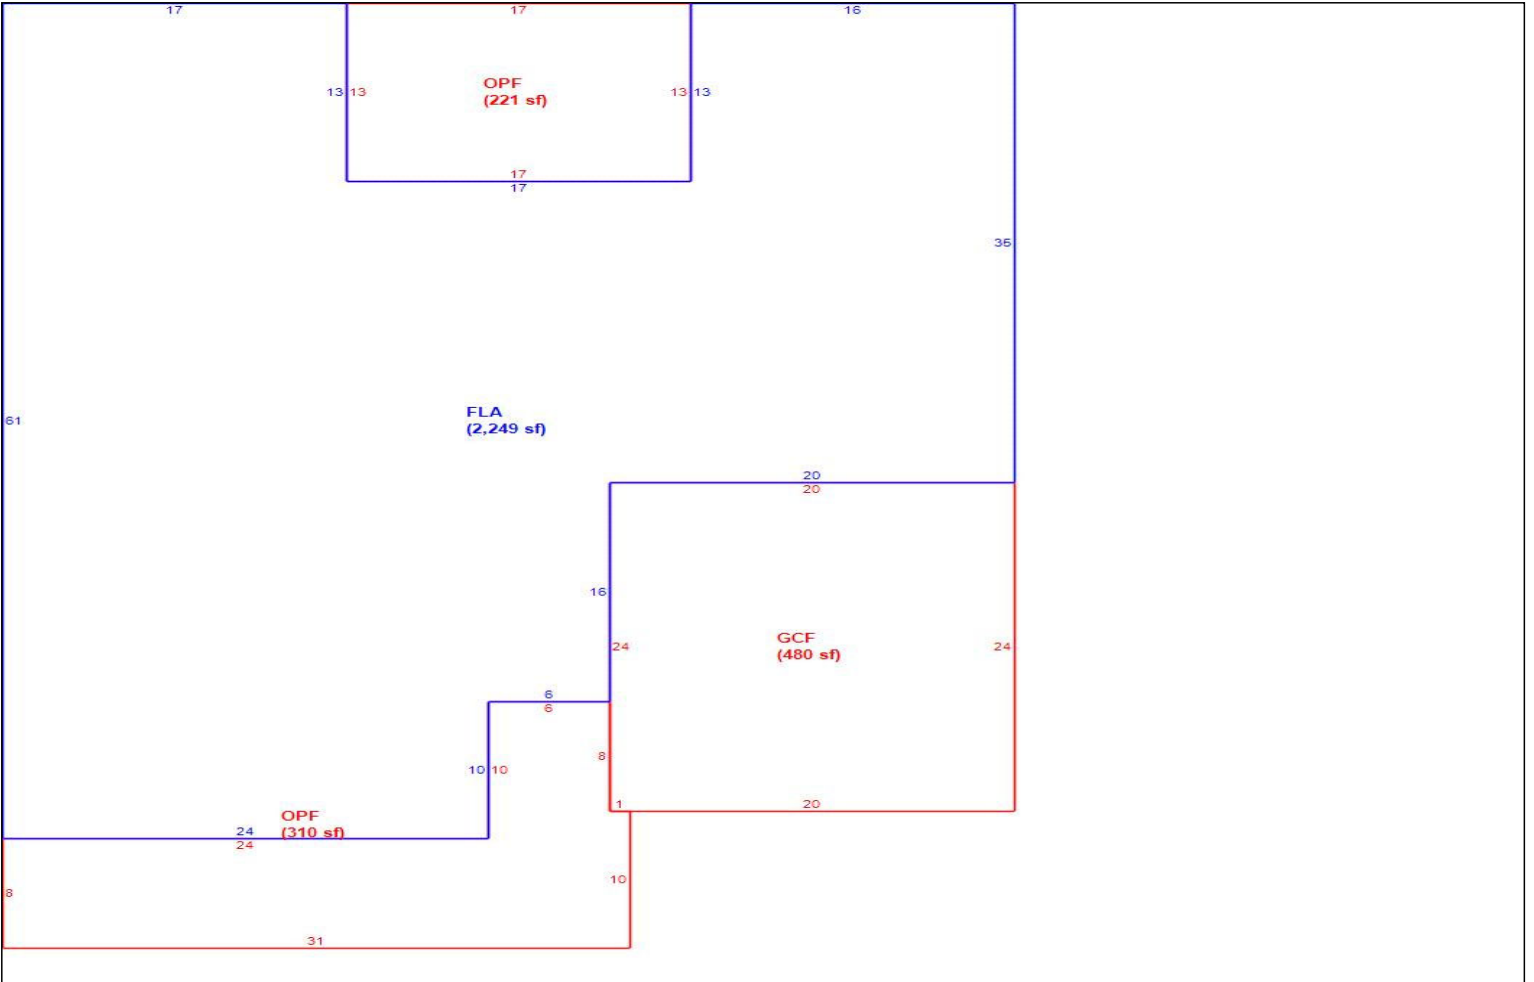 17 17 16
OPF
(221 sf)
13 13 13 13
17
17
35
FLA
(2,249 sf)
61
20
20
16
GCF
(480 sf)
24 24
6
6
8
10 10
1 20
OPF
(310 sf)
24
24
10
8
31